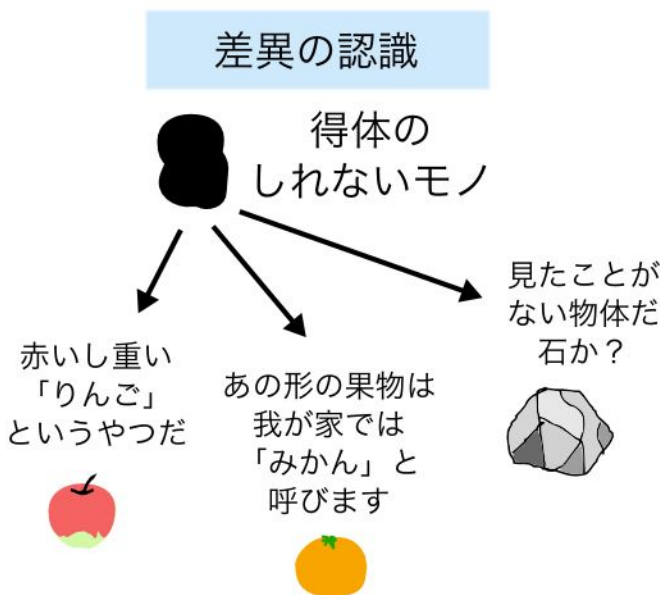 差異の認識
得体の
しれないモノ
見たことが
ない物体だ
石か？
赤いし重い
「りんご」
というやつだ
あの形の果物は
我が家では
「みかん」と
呼びます